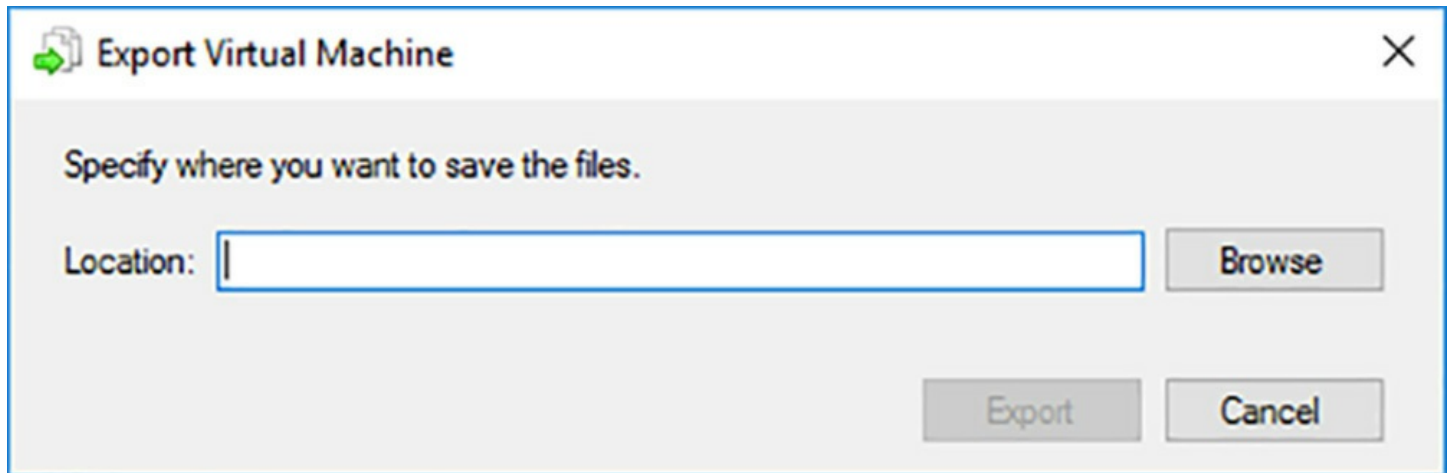 Export Virtual Machine
Specify where you want to save the files.
Location:
Browse
Export
Cancel